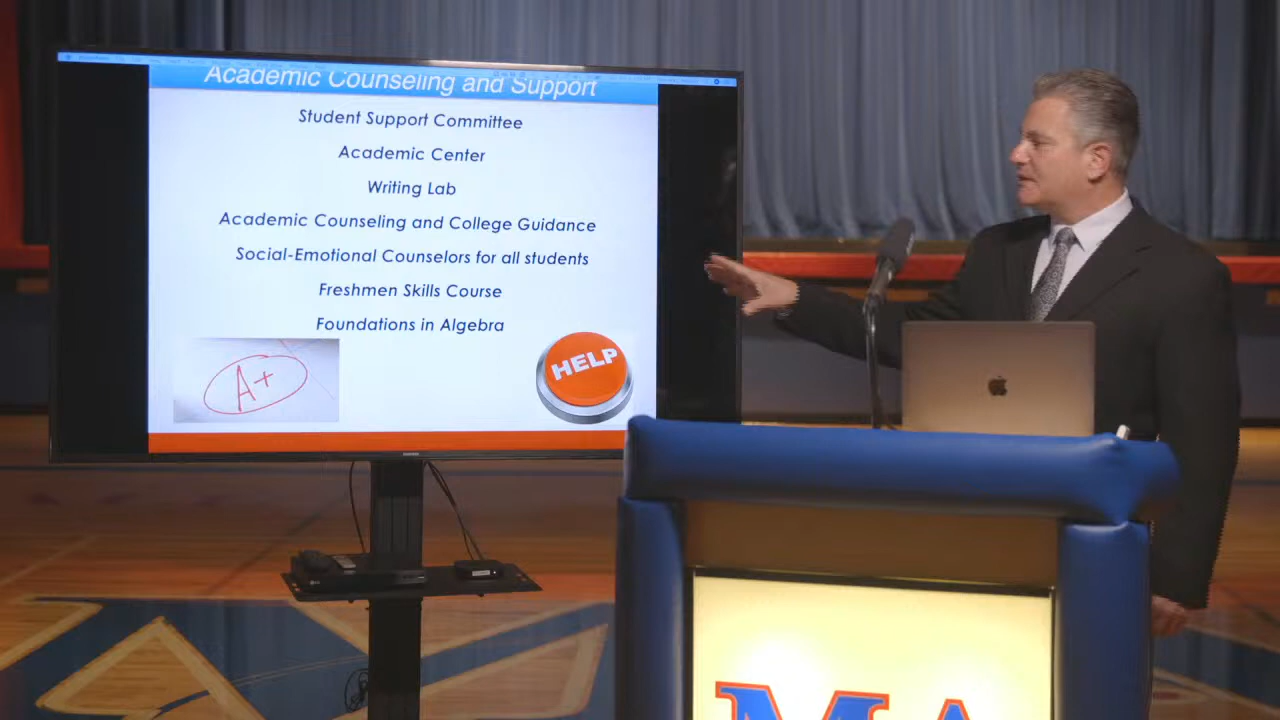 Academic Counseling and Support
Student Support Committee
Academic Center
Writing Lab
Academic Counseling and College Guidance
Social-Emotional Counselors for all students
Freshmen Skills Course
Foundations in Algebra
A+
HELP
MA